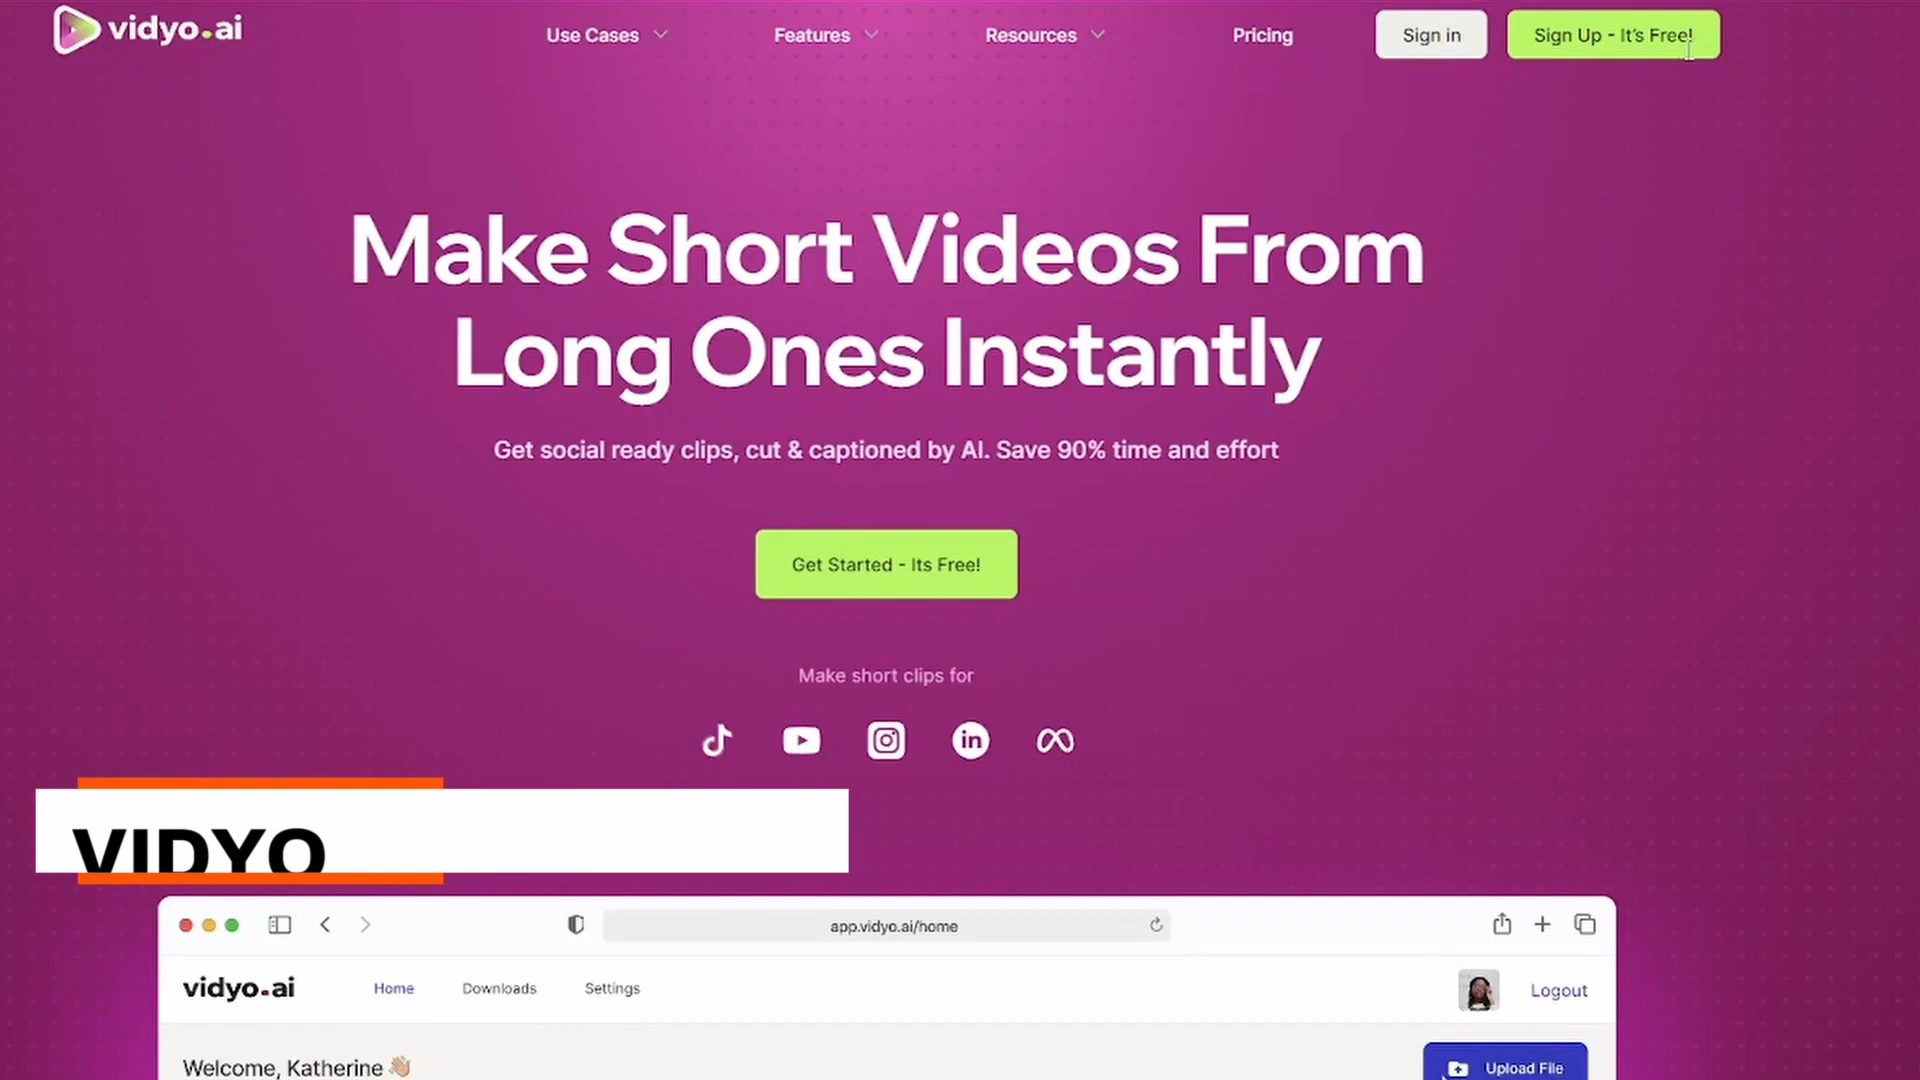 vidyo.ai
Use Cases
Features
Resources
Pricing
Sign in
Sign Up - It's Free!
Make Short Videos From
Long Ones Instantly
Get social ready clips, cut & captioned by AI. Save 90% time and effort
Get Started - Its Free!
Make short clips for
in
VIDYO
app.vidyo.ai/home
vidyo.ai
Home
Downloads
Settings
Logout
Welcome, Katherine
Upload File